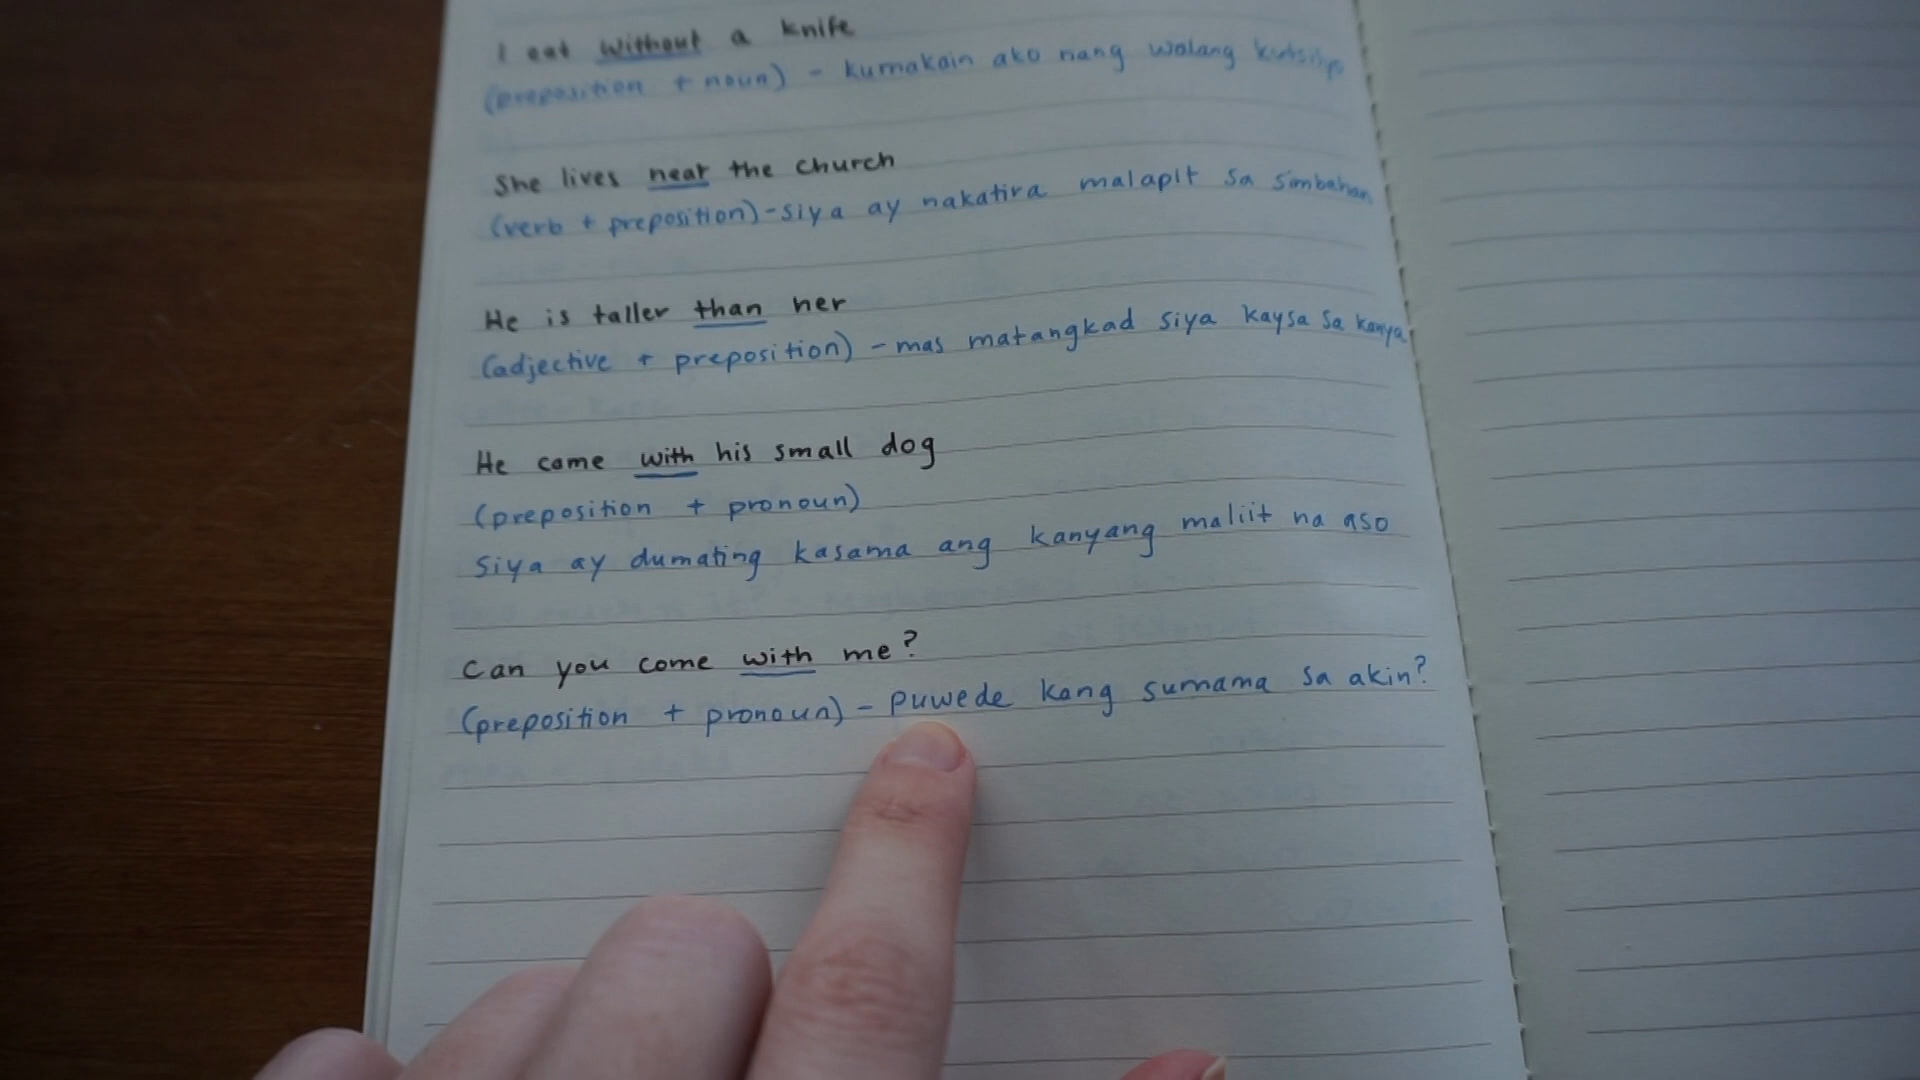 I eat without a knife
(preposition + noun) - kumakain ako nang walang
She lives near the church
(verb + preposition) - siya ay nakatira malapit sa simbahan
He is taller than her
(adjective + preposition) - mas matangkad siya kaysa sa kanya
He came with his small dog
(preposition + pronoun)
Siya ay dumating kasama ang kanyang maliit na aso
Can you come with me?
(preposition + pronoun) - puwede kang sumama sa akin?